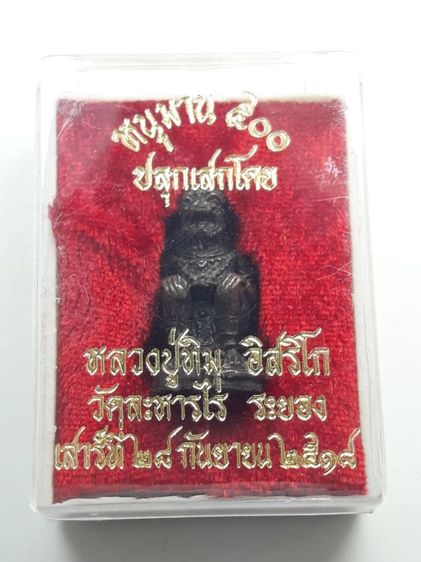 หนุมาน ๕๐๐
ปลุกเสกโดย
หลวงปู่ทิม อิสริโก
วัดละหารไร่ ระยอง
เสาร์ที่ ๒๘ กันยายน ๒๕๑๘